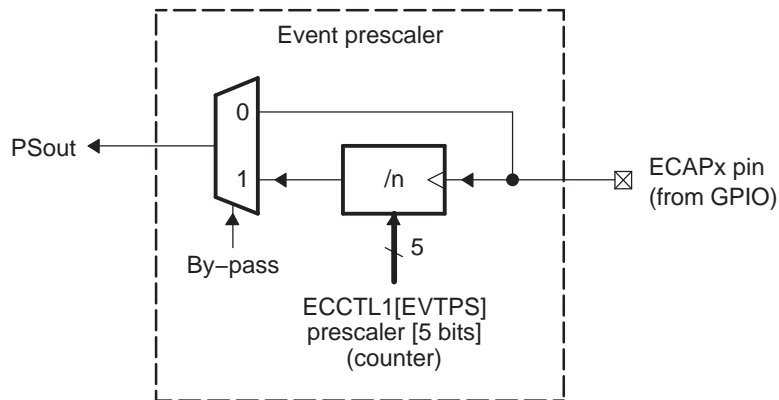 Event prescaler
0
PSout
1
/n
ECAPx pin
(from GPIO)
5
By−pass
ECCTL1[EVTPS]
prescaler [5 bits]
(counter)